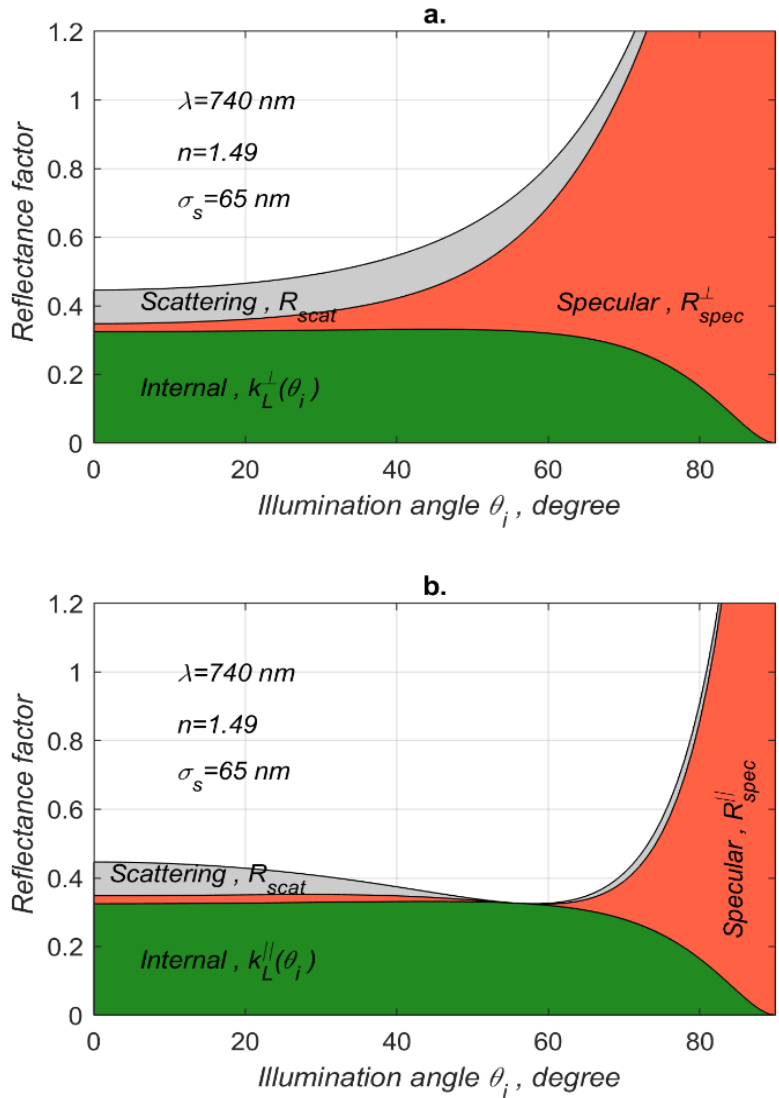 a.
1.2
1
0.8
0.6
0.4
0.2
0
λ=740 nm
n=1.49
σs=65 nm
Scattering , Rscat
Specular , R⊥spec
Internal , k⊥L(θi)
0 20 40 60 80
Illumination angle θi , degree
Reflectance factor
b.
1.2
1
0.8
0.6
0.4
0.2
0
λ=740 nm
n=1.49
σs=65 nm
Scattering , Rscat
Specular , R||spec
Internal , k||L(θi)
0 20 40 60 80
Illumination angle θi , degree
Reflectance factor